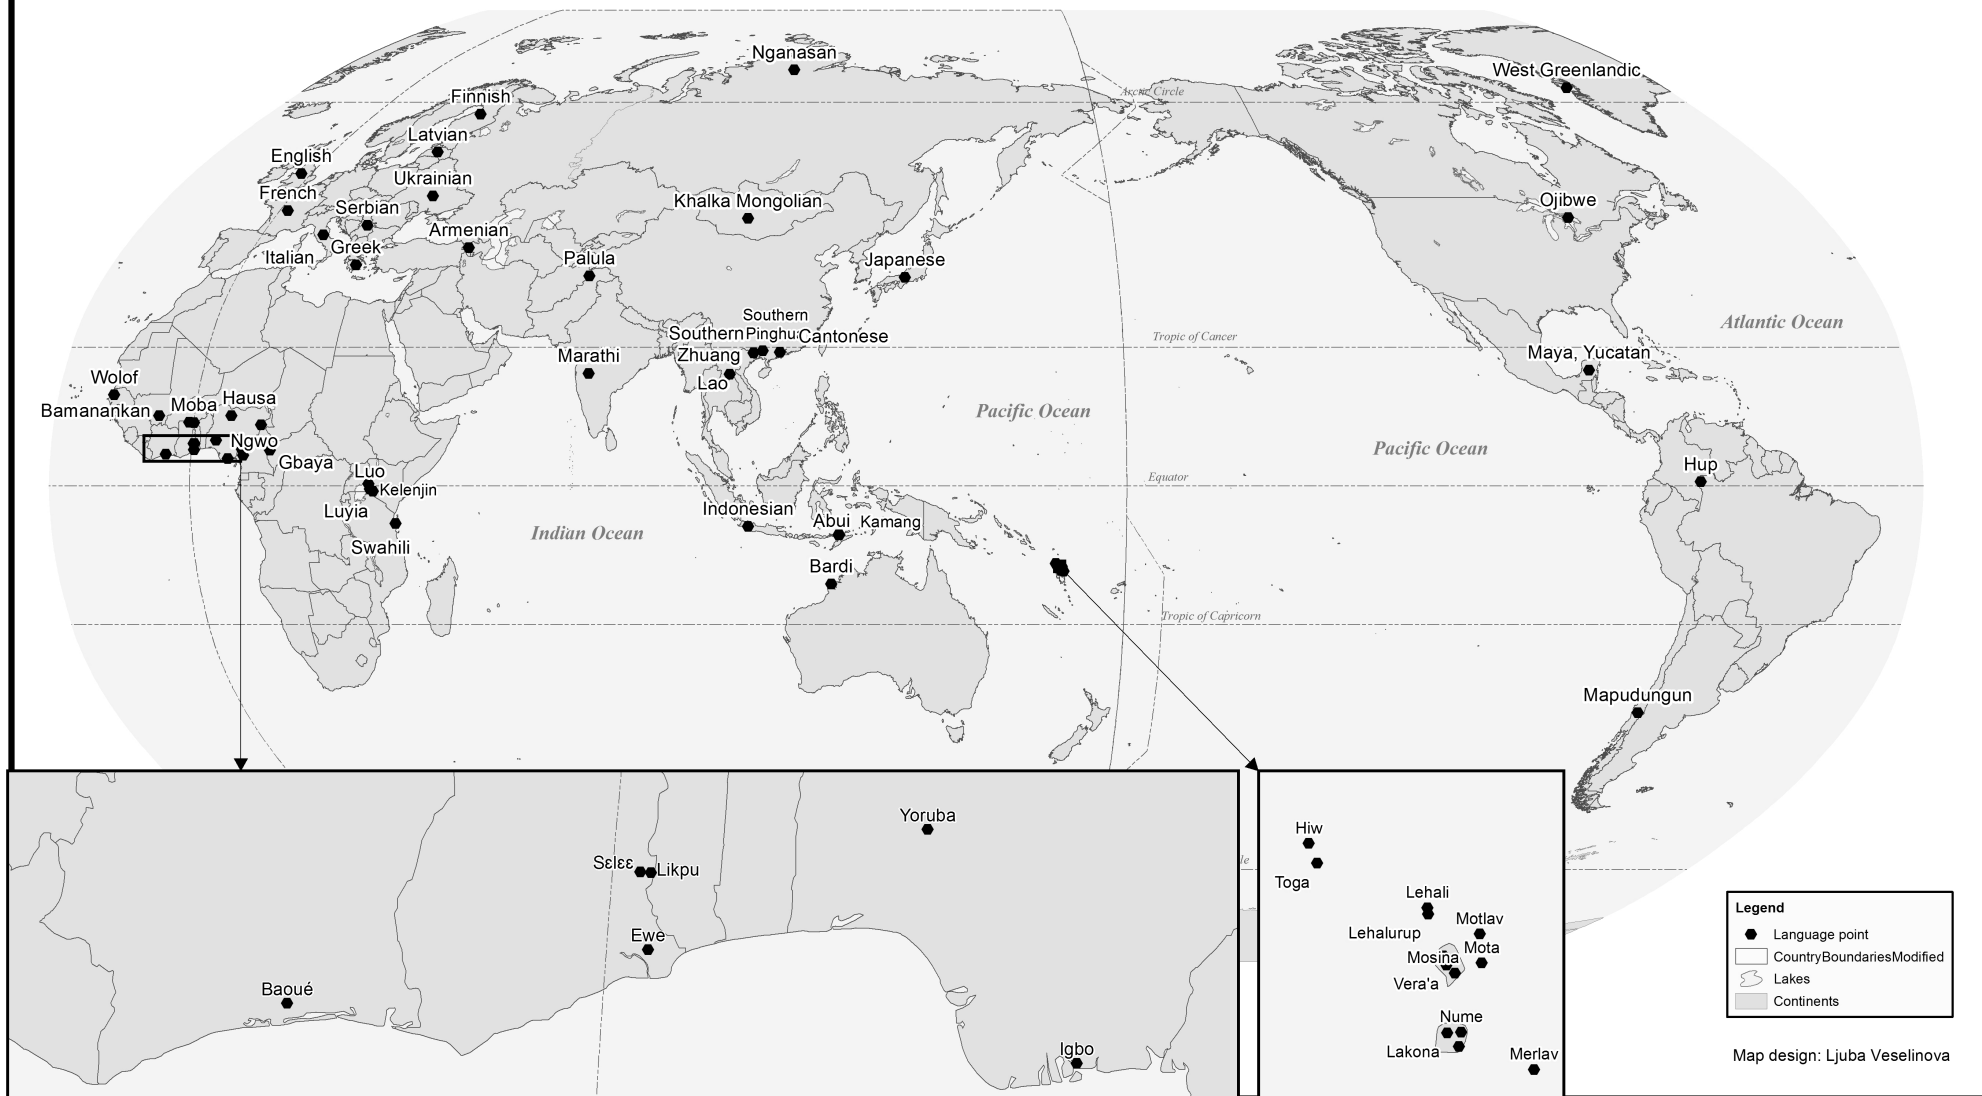 Nganasan
West Greenlandic
Arctic Circle
Finnish
Latvian
English
Ukrainian
French
Serbian
Khalka Mongolian
Ojibwe
Armenian
Italian
Greek
Palula
Japanese
Southern
Pinghua
Southern
Zhuang
Cantonese
Tropic of Cancer
Atlantic Ocean
Marathi
Maya, Yucatan
Lao
Wolof
Bamanankan
Moba
Hausa
Pacific Ocean
Pacific Ocean
Ngwo
Gbaya
Luo
Kelenjin
Equator
Hup
Luyia
Indonesian
Abui
Kamang
Indian Ocean
Swahili
Bardi
Tropic of Capricorn
Mapudungun
Yoruba
Sɛlɛɛ
Likpu
Ewe
Baoué
Igbo
le
Hiw
Toga
Lehali
Motlav
Lehalurup
Mota
Mosina
Vera'a
Nume
Lakona
Merlav
Legend
Language point
CountryBoundariesModified
Lakes
Continents
Map design: Ljuba Veselinova